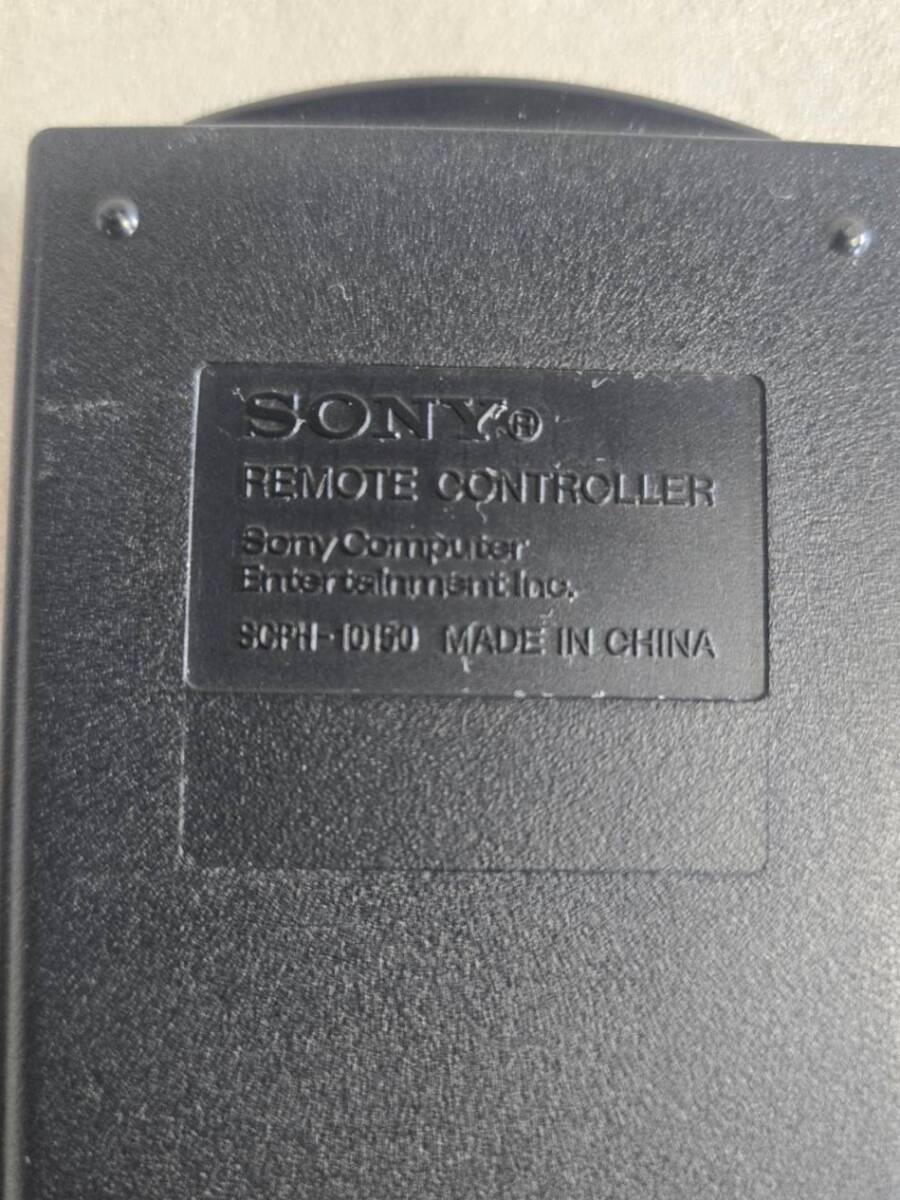 SONY®
REMOTE CONTROLLER
Sony Computer
Entertainment Inc.
SCPH-10150 MADE IN CHINA